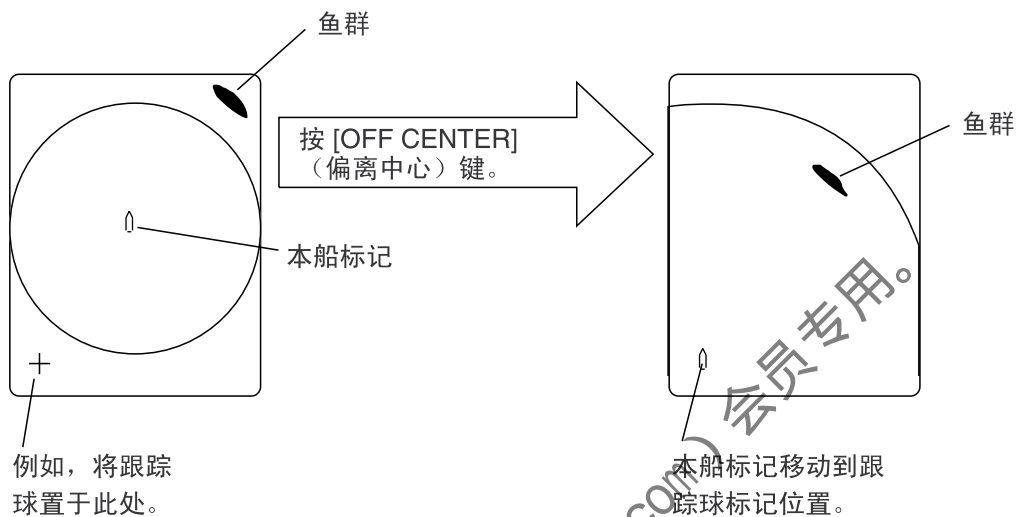 鱼群
按 [OFF CENTER]
（偏离中心）键。
本船标记
例如，将跟踪
球置于此处。
鱼群
本船标记移动到跟
踪球标记位置。
com）会员专用。